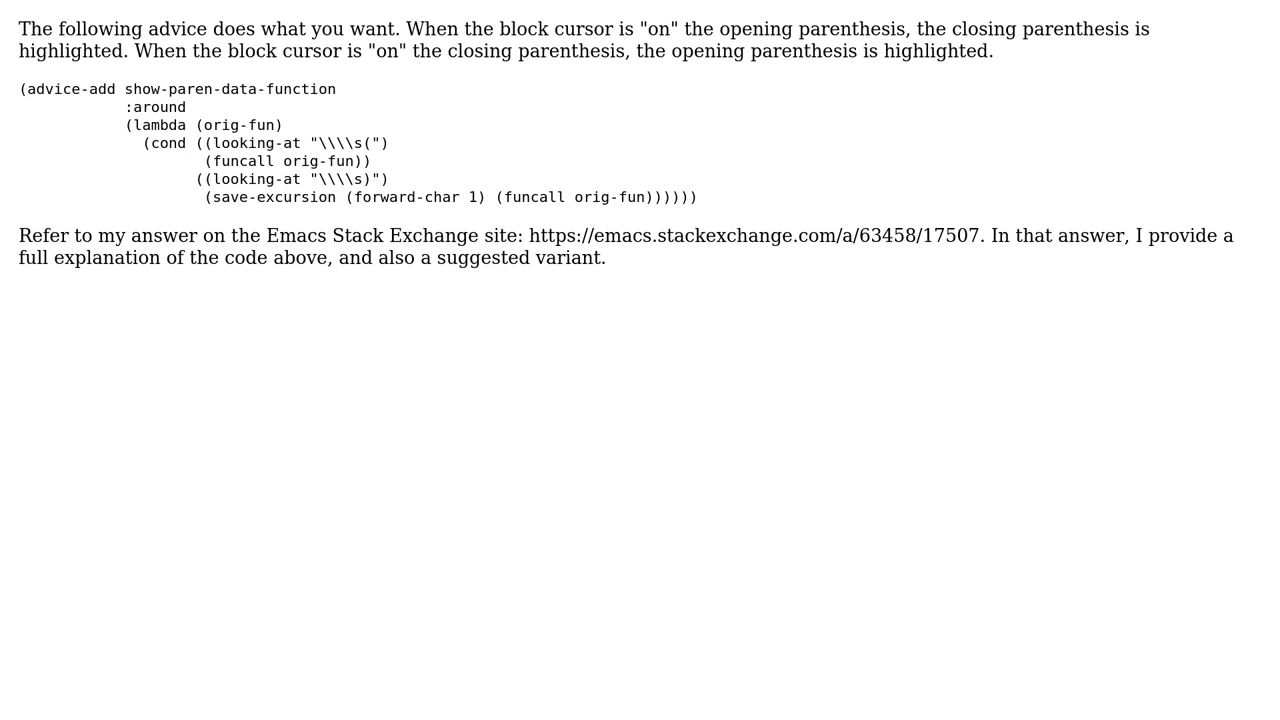 The following advice does what you want. When the block cursor is "on" the opening parenthesis, the closing parenthesis is
highlighted. When the block cursor is "on" the closing parenthesis, the opening parenthesis is highlighted.
(advice-add show-paren-data-function
            :around
            (lambda (orig-fun)
              (cond ((looking-at "\\\\s(")
                     (funcall orig-fun))
                    ((looking-at "\\\\s)")
                     (save-excursion (forward-char 1) (funcall orig-fun))))))
Refer to my answer on the Emacs Stack Exchange site: https://emacs.stackexchange.com/a/63458/17507. In that answer, I provide a
full explanation of the code above, and also a suggested variant.